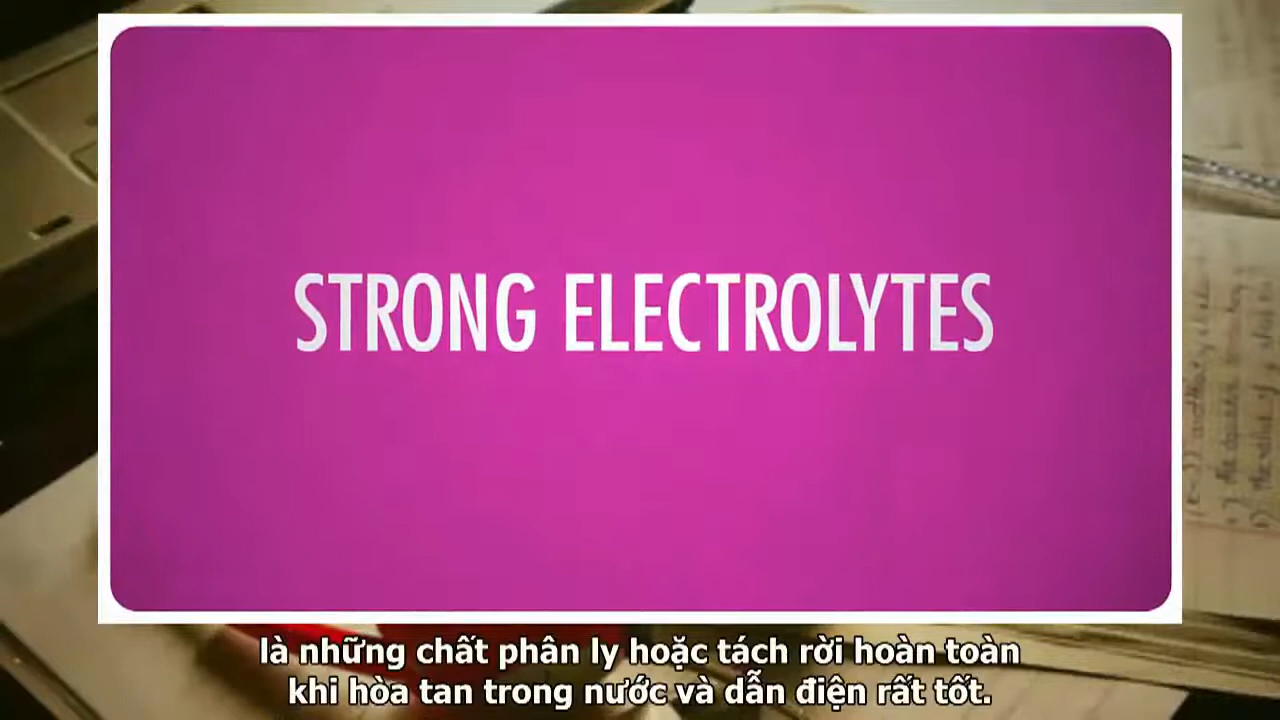 STRONG ELECTROLYTES
là những chất phân ly hoặc tách rời hoàn toàn
khi hòa tan trong nước và dẫn điện rất tốt.